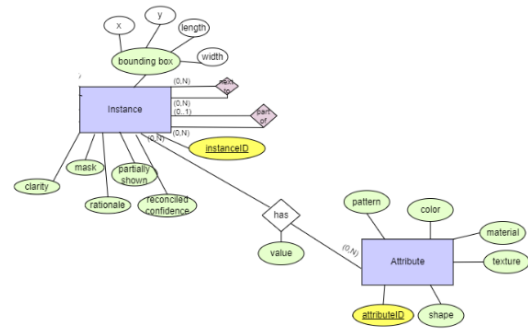 x
y
length
width
bounding box
(0,N)
next
to
(0,N)
(0..1)
part
of
(0,N)
Instance
(0,N)
instanceID
clarity
mask
rationale
partially
shown
reconciled
confidence
has
value
(0,N)
pattern
color
material
texture
Attribute
attributeID
shape